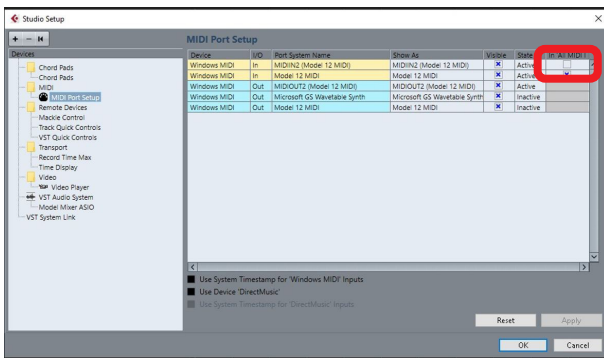 Studio Setup
MIDI Port Setup
Devices
Device I/O Port System Name Show As Visible State In 'All MIDI I
Chord Pads
Chord Pads
MIDI
MIDI Port Setup
Remote Devices
Mackie Control
Track Quick Controls
VST Quick Controls
Transport
Record Time Max
Time Display
Video
Video Player
VST Audio System
Model Mixer ASIO
VST System Link
Windows MIDI In MIDIIN2 (Model 12 MIDI) MIDIIN2 (Model 12 MIDI) Active
Windows MIDI In Model 12 MIDI Model 12 MIDI Active
Windows MIDI Out MIDIOUT2 (Model 12 MIDI) MIDIOUT2 (Model 12 MIDI) Active
Windows MIDI Out Microsoft GS Wavetable Synth Microsoft GS Wavetable Synth Inactive
Windows MIDI Out Model 12 MIDI Model 12 MIDI Inactive
Use System Timestamp for 'Windows MIDI' Inputs
Use Device 'DirectMusic'
Use System Timestamp for 'DirectMusic' Inputs
Reset Apply
OK Cancel